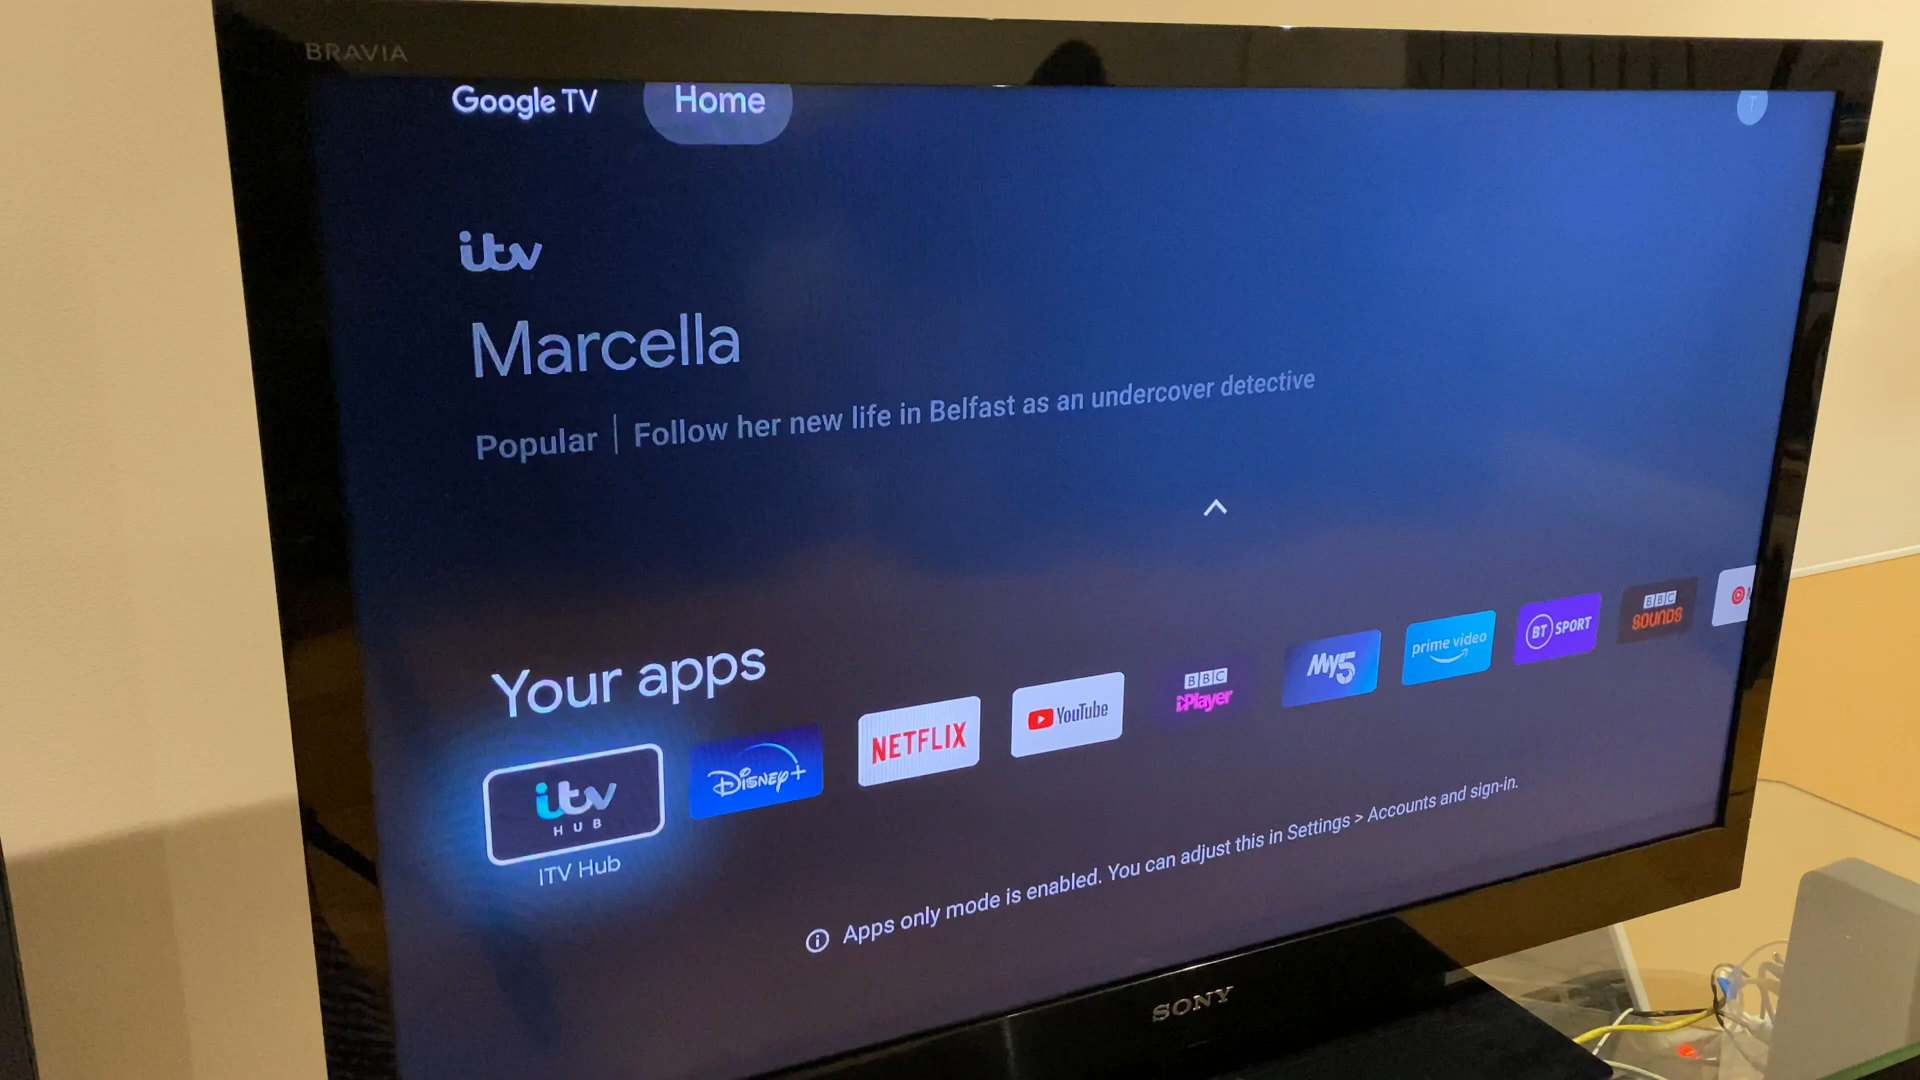 BRAVIA
Google TV Home T
itv
Marcella
Popular | Follow her new life in Belfast as an undercover detective
Your apps
itv
HUB
DISNEY+
NETFLIX
YouTube
BBC
iPlayer
My5
prime video
BT SPORT
BBC
SOUNDS
ITV Hub
Apps only mode is enabled. You can adjust this in Settings > Accounts and sign-in.
SONY